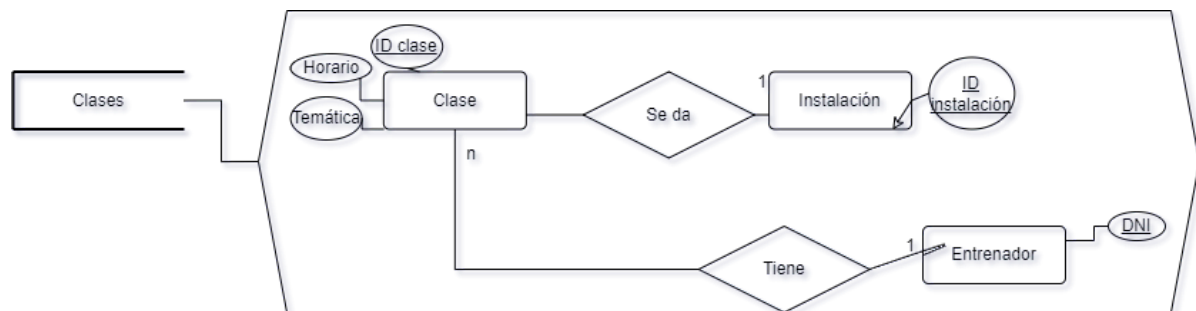 ID clase
Horario
Clases
Clase
Temática
Se da
1
Instalación
ID
instalación
n
Tiene
1
Entrenador
DNI